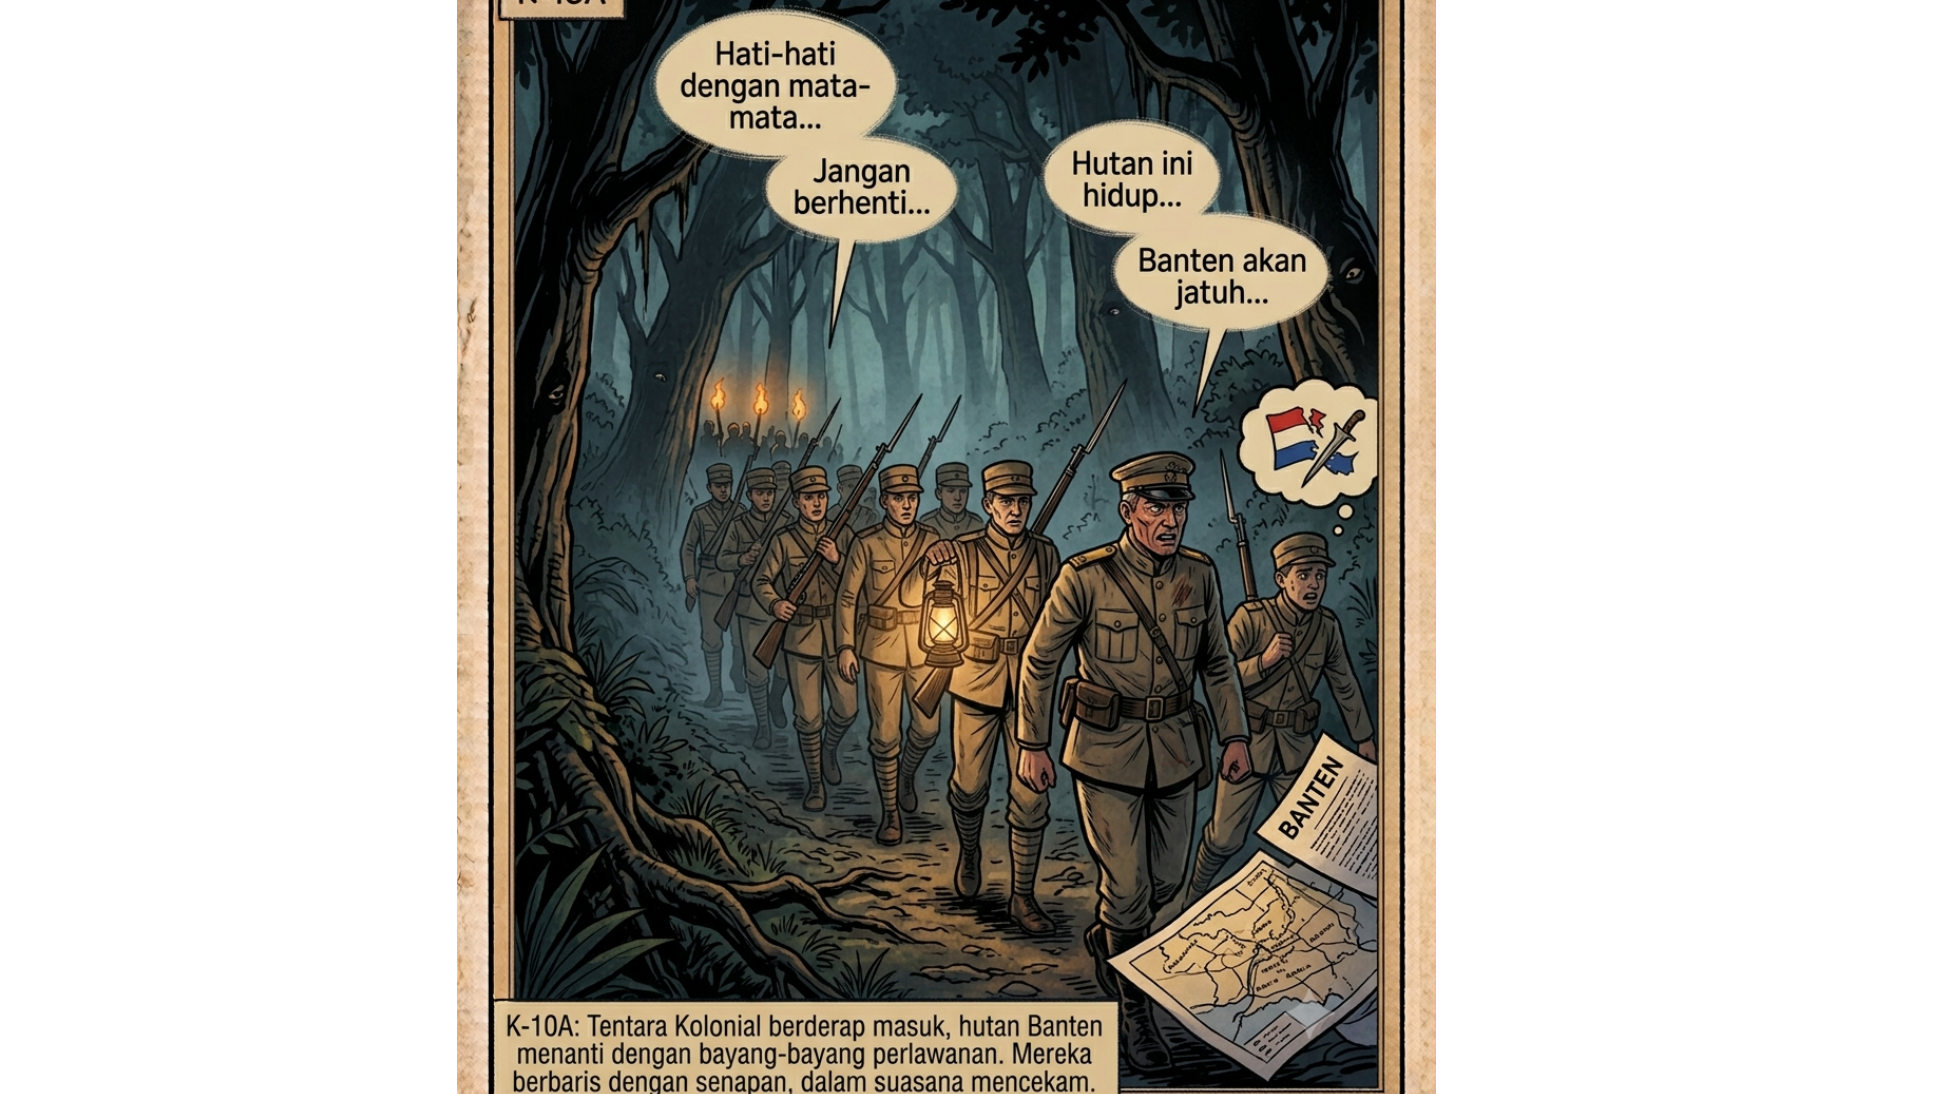 Hati-hati
dengan mata-
mata...
Jangan
berhenti...
Hutan ini
hidup...
Banten akan
jatuh...
BANTEN
K-10A: Tentara Kolonial berderap masuk, hutan Banten
menanti dengan bayang-bayang perlawanan. Mereka
berbaris dengan senapan, dalam suasana mencekam.